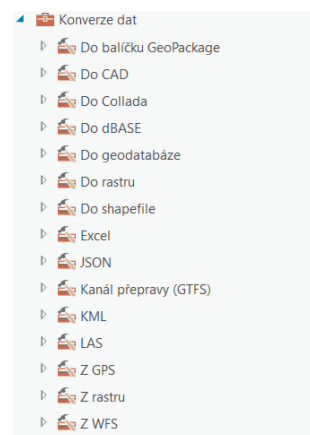 Konverze dat
Do balíčku GeoPackage
Do CAD
Do Collada
Do dBASE
Do geodatabáze
Do rastru
Do shapefile
Excel
JSON
Kanál přepravy (GTFS)
KML
LAS
Z GPS
Z rastru
Z WFS